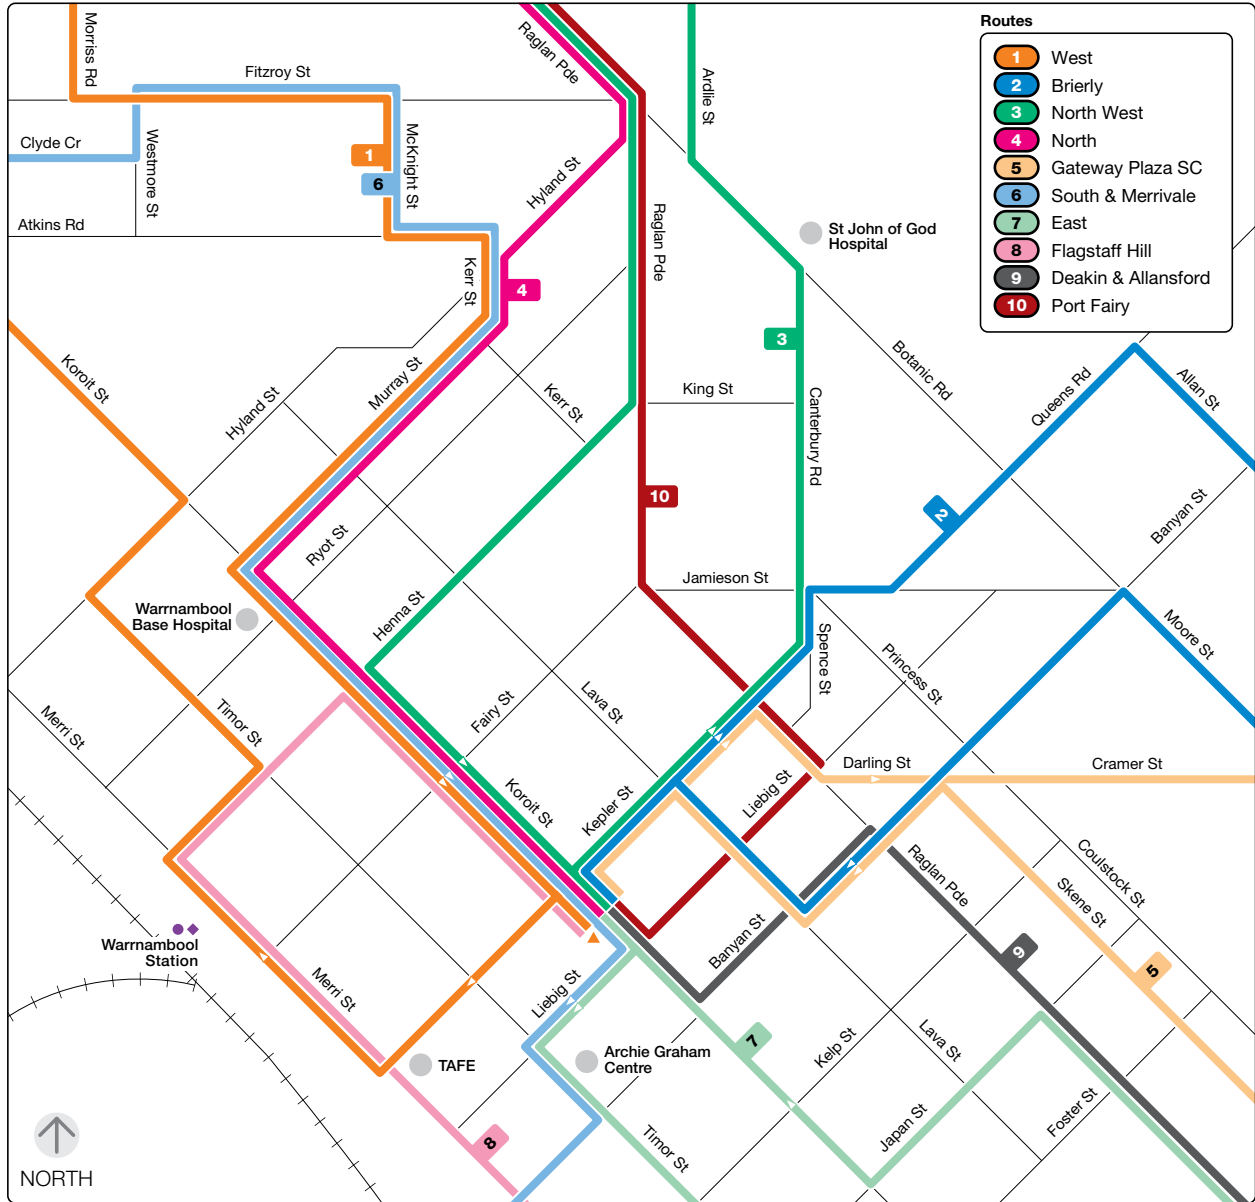 Routes
1 West
2 Brierly
3 North West
4 North
5 Gateway Plaza SC
6 South & Merrivale
7 East
8 Flagstaff Hill
9 Deakin & Allansford
10 Port Fairy
Morriss Rd
Raglan Pde
Fitzroy St
Ardlie St
Clyde Cr
Westmore St
McKnight St
1
6
Hyland St
Atkins Rd
Raglan Pde
St John of God
Hospital
Kerr St
4
3
Koroit St
Murray St
Hyland St
Kerr St
King St
Canterbury Rd
Botanic Rd
Queens Rd
Allan St
10
2
Banyan St
Ryot St
Jamieson St
Warrnambool
Base Hospital
Henna St
Spence St
Princess St
Moore St
Merri St
Timor St
Fairy St
Lava St
Darling St
Cramer St
Koroit St
Kepler St
Liebig St
Raglan Pde
Coulstock St
Skene St
Warrnambool
Station
Banyan St
9
5
Merri St
Liebig St
7
Kelp St
Lava St
TAFE
Archie Graham
Centre
8
Timor St
Japan St
Foster St
NORTH